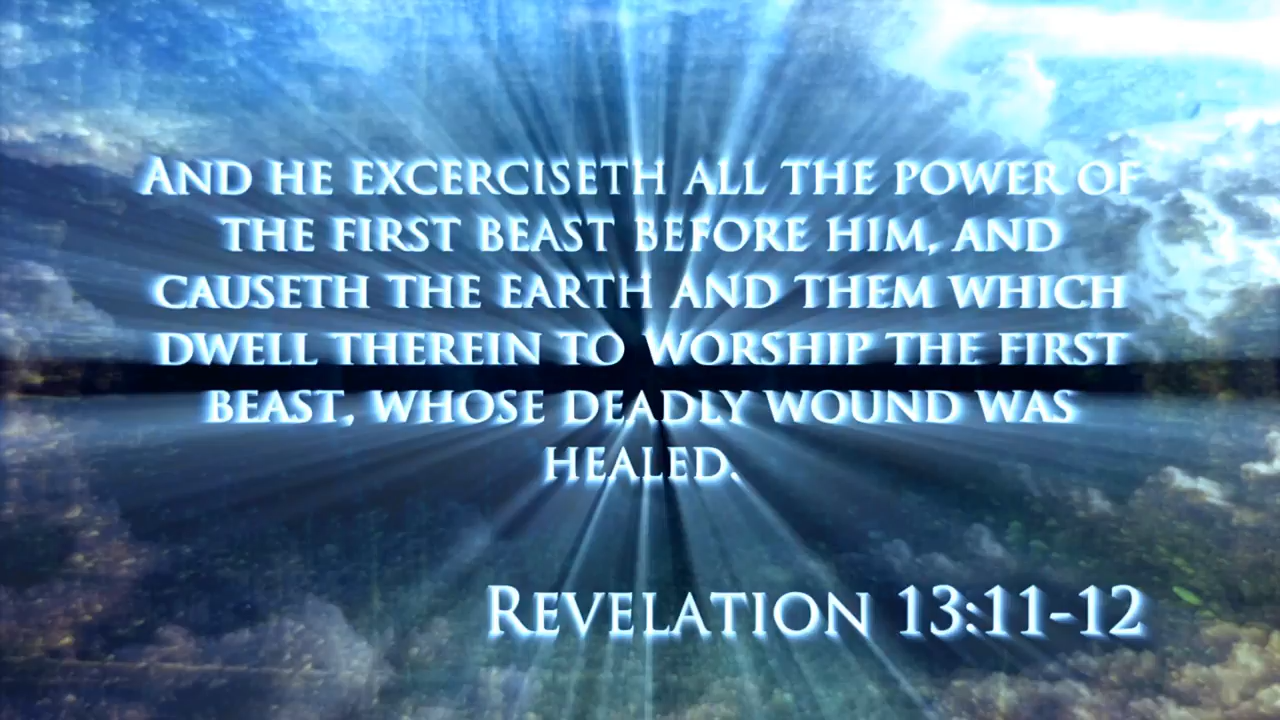 And he excerciseth all the power of
the first beast before him, and
causeth the earth and them which
dwell therein to worship the first
beast, whose deadly wound was
healed.
Revelation 13:11-12